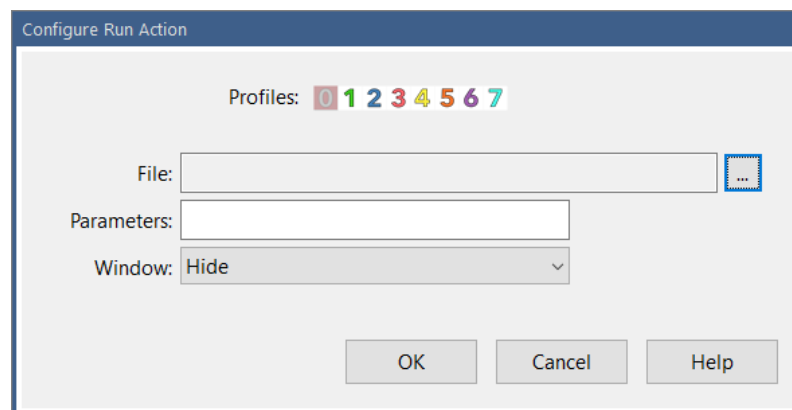 Configure Run Action
Profiles: 0 1 2 3 4 5 6 7
File: ...
Parameters:
Window: Hide
OK Cancel Help